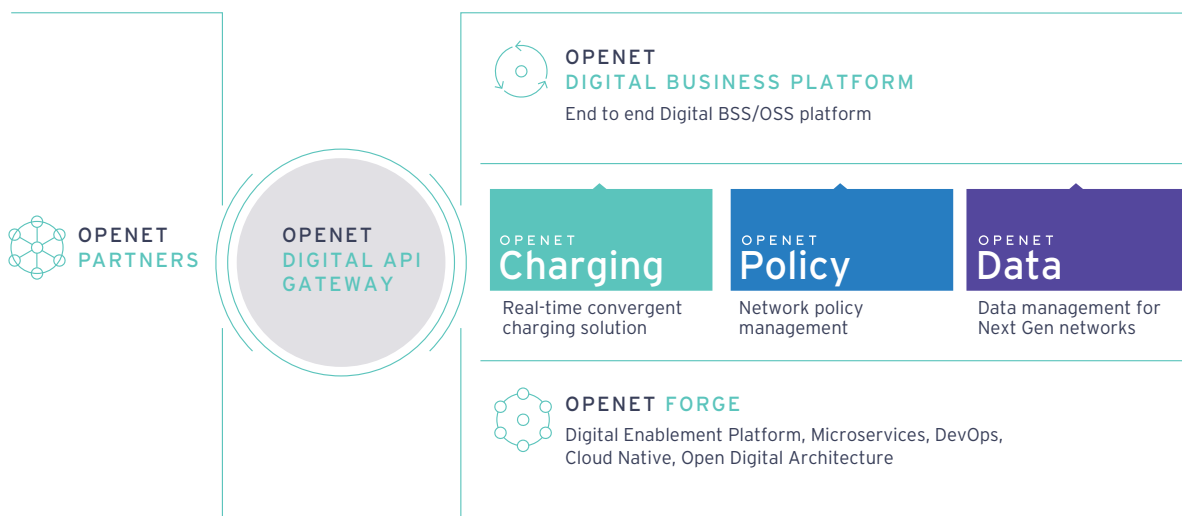 OPENET
PARTNERS
OPENET
DIGITAL API
GATEWAY
OPENET
DIGITAL BUSINESS PLATFORM
End to end Digital BSS/OSS platform
OPENET
Charging
Real-time convergent
charging solution
OPENET
Policy
Network policy
management
OPENET
Data
Data management for
Next Gen networks
OPENET FORGE
Digital Enablement Platform, Microservices, DevOps,
Cloud Native, Open Digital Architecture